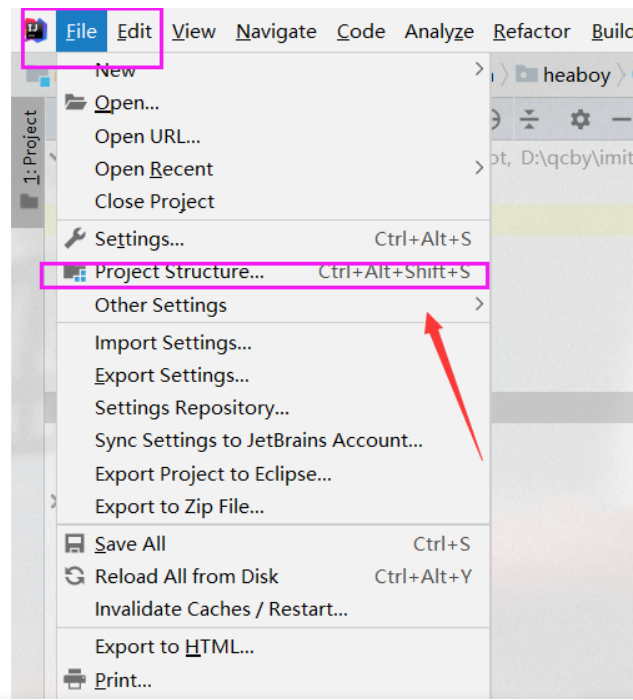 File Edit View Navigate Code Analyze Refactor Build
New
heaboy
Open...
1: Project
Open URL...
D:\qcby\imit
Open Recent
Close Project
Settings... Ctrl+Alt+S
Project Structure... Ctrl+Alt+Shift+S
Other Settings
Import Settings...
Export Settings...
Settings Repository...
Sync Settings to JetBrains Account...
Export Project to Eclipse...
Export to Zip File...
Save All Ctrl+S
Reload All from Disk Ctrl+Alt+Y
Invalidate Caches / Restart...
Export to HTML...
Print...